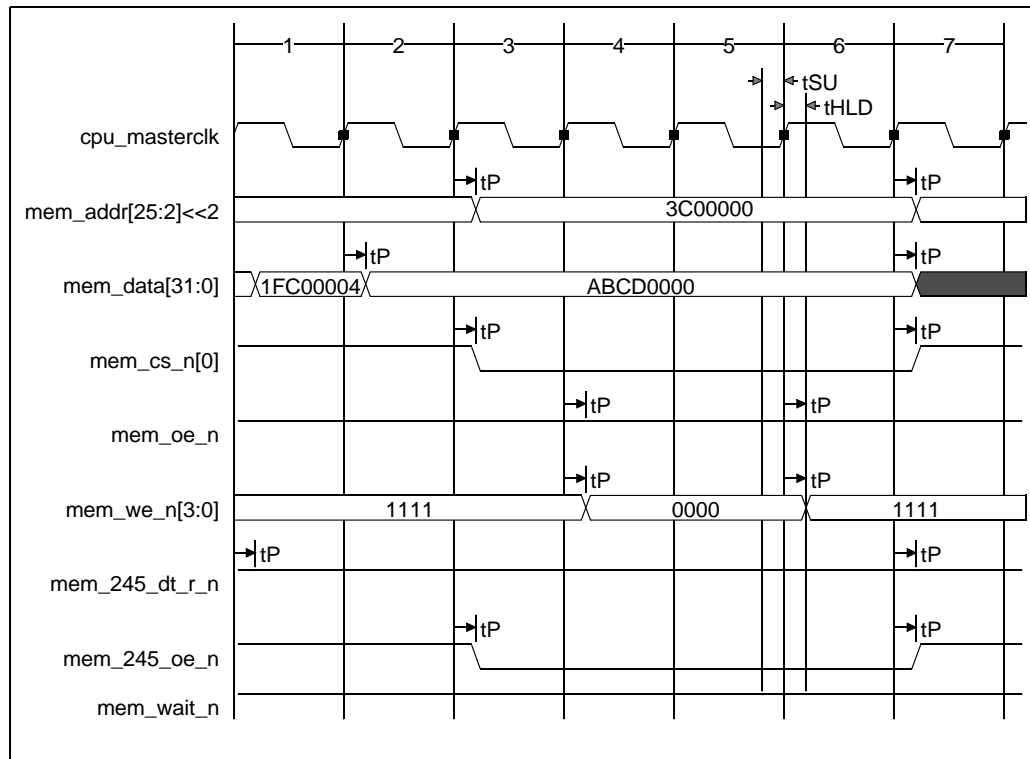 1 2 3 4 5 6 7
tSU
tHLD
cpu_masterclk
tP tP
mem_addr[25:2]<<2 3C00000
tP tP
mem_data[31:0] 1FC00004 ABCD0000
tP tP
mem_cs_n[0]
tP tP
mem_oe_n
tP tP
mem_we_n[3:0] 1111 0000 1111
tP tP
mem_245_dt_r_n
tP tP
mem_245_oe_n
mem_wait_n